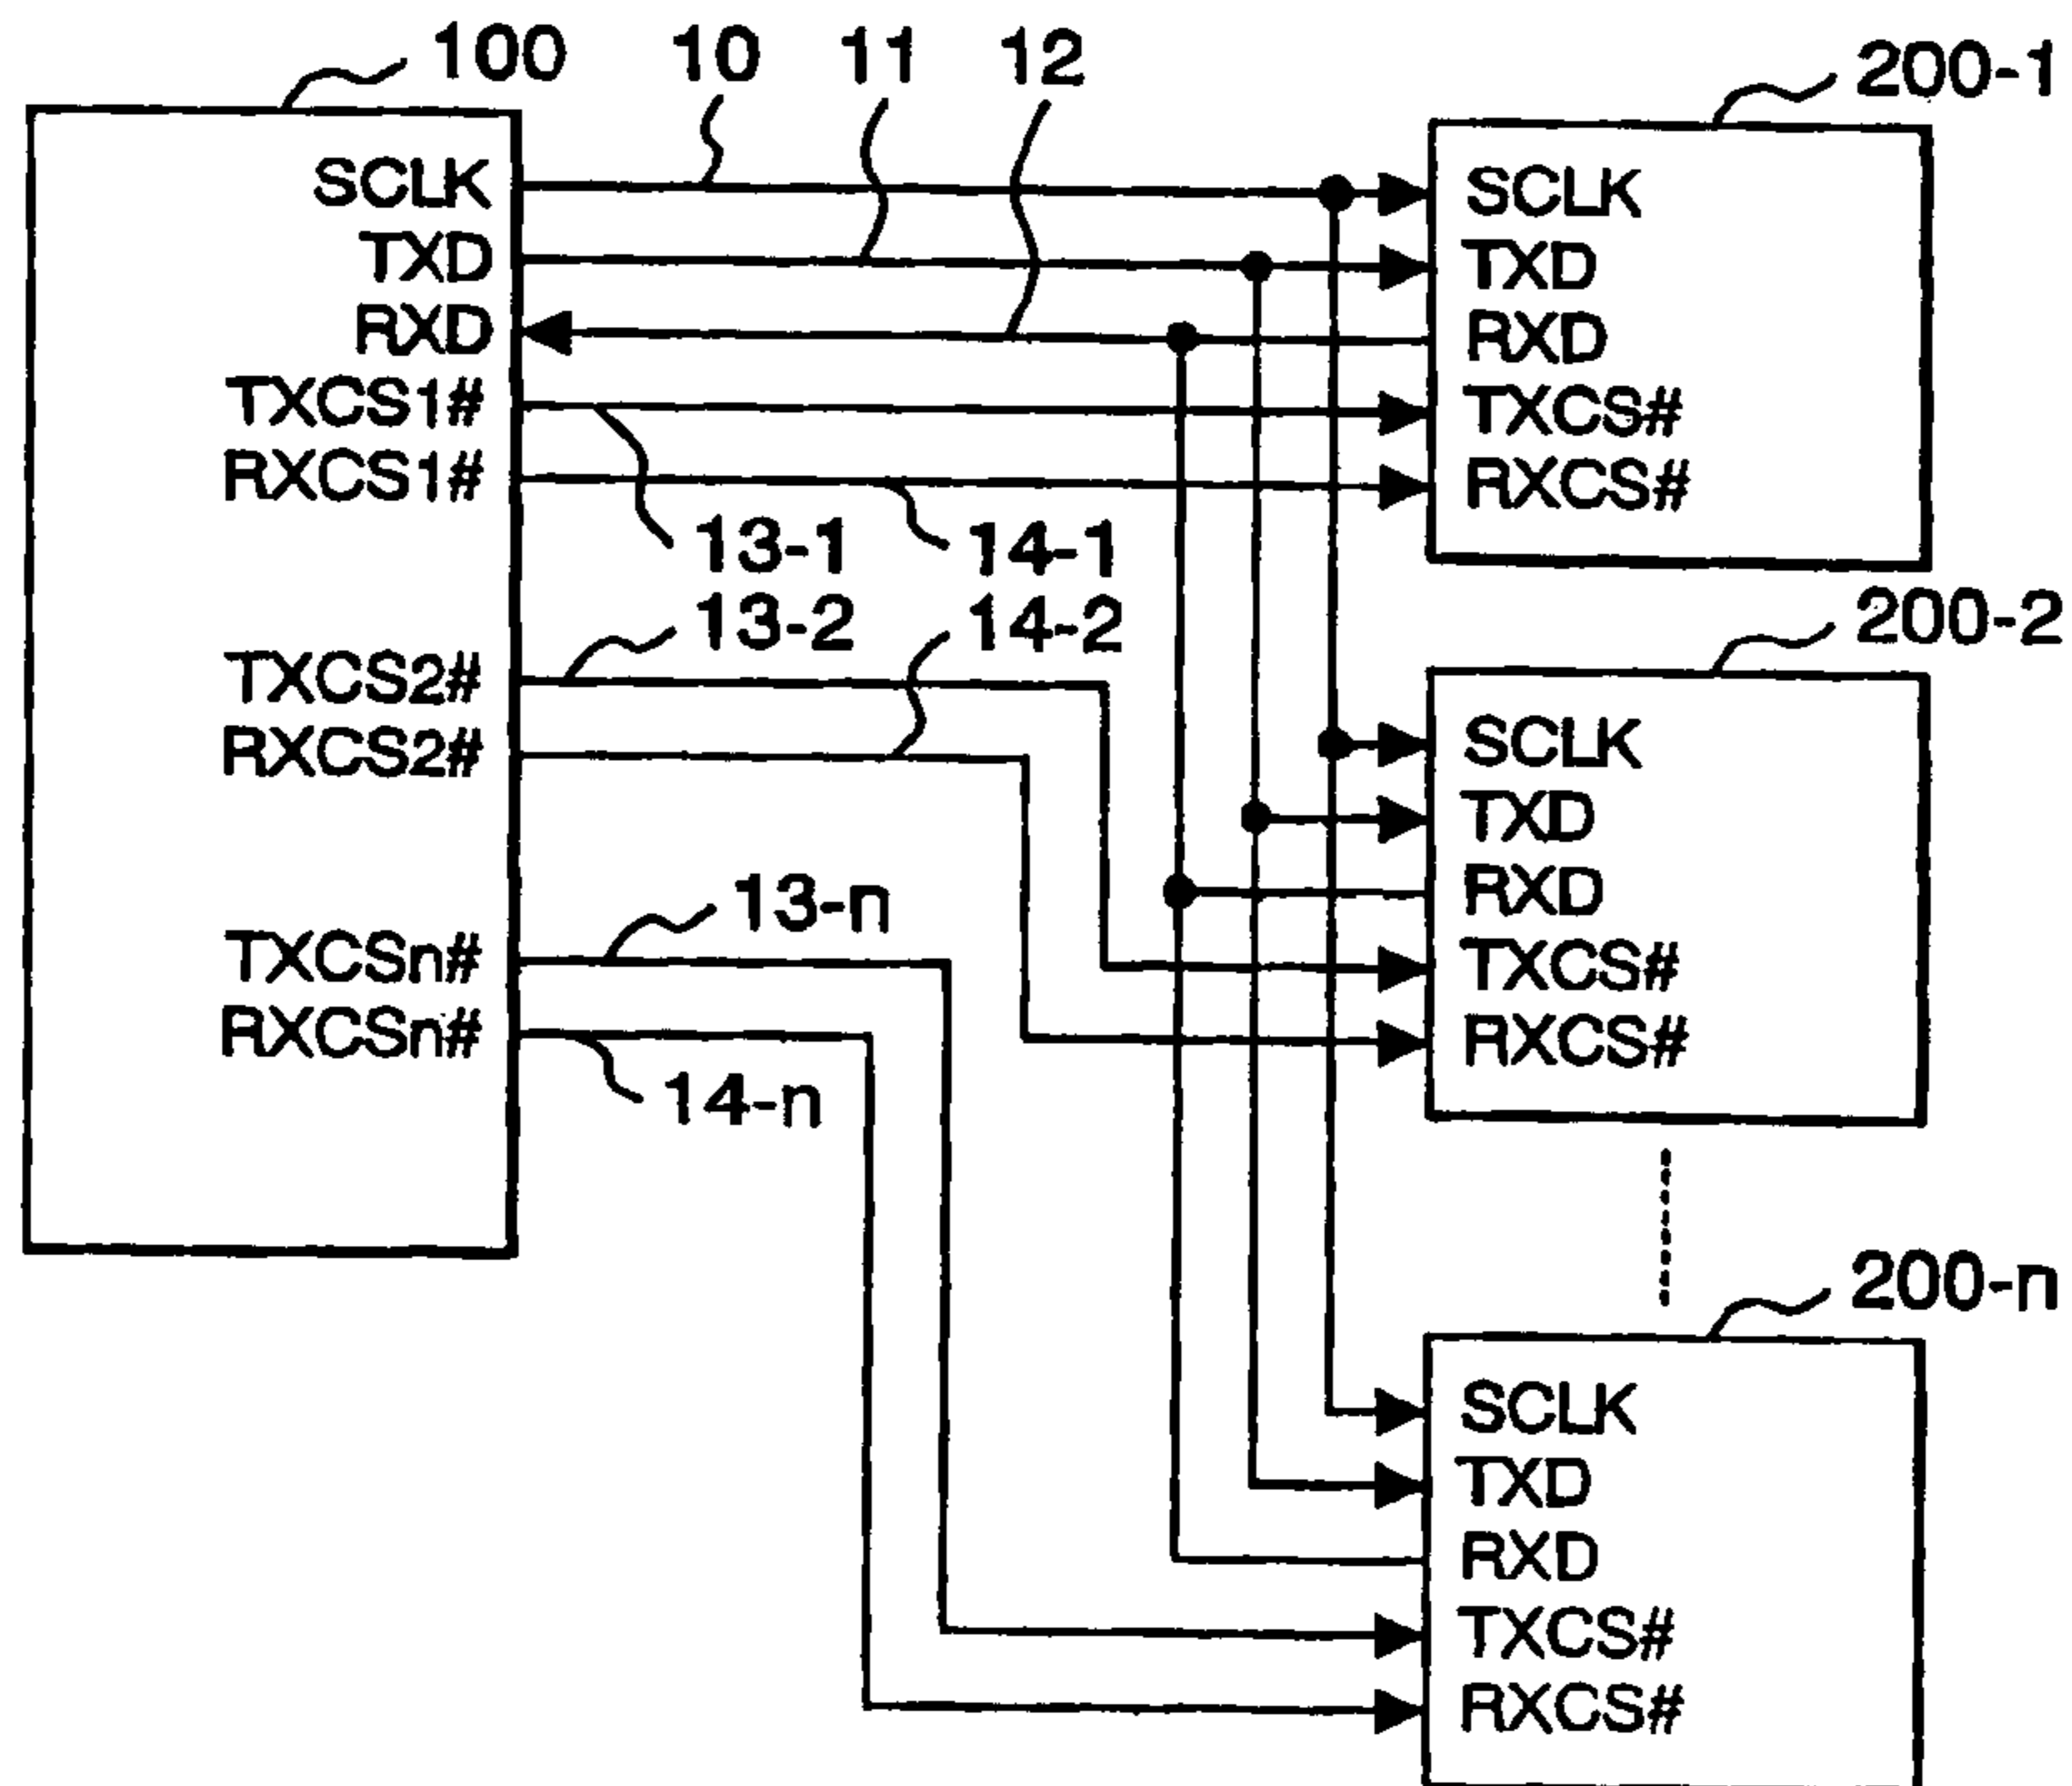 100
10
11
12
200-1
SCLK
TXD
RXD
TXCS1#
RXCS1#
SCLK
TXD
RXD
TXCS#
RXCS#
13-1
14-1
13-2
14-2
200-2
TXCS2#
RXCS2#
SCLK
TXD
RXD
TXCS#
RXCS#
13-n
TXCSn#
RXCSn#
14-n
200-n
SCLK
TXD
RXD
TXCS#
RXCS#